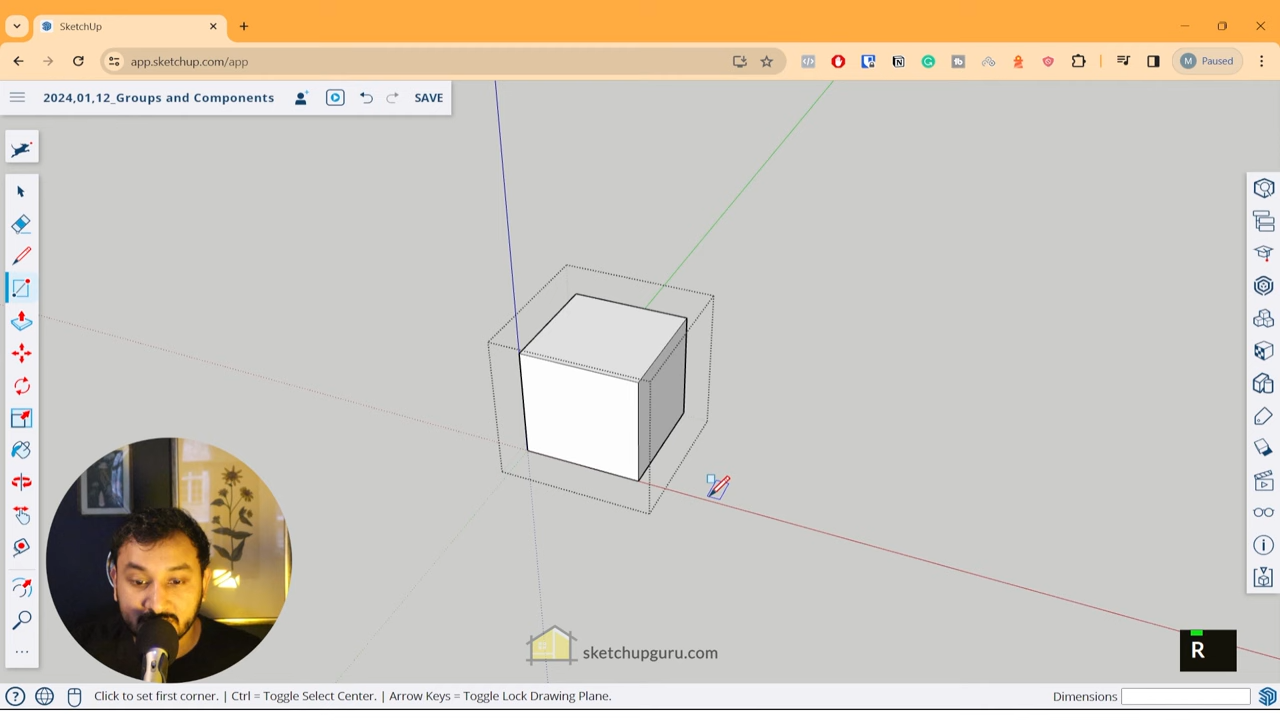 SketchUp
app.sketchup.com/app
M Paused
2024,01,12_Groups and Components
SAVE
sketchupguru.com
R
Click to set first corner. | Ctrl = Toggle Select Center. | Arrow Keys = Toggle Lock Drawing Plane.
Dimensions